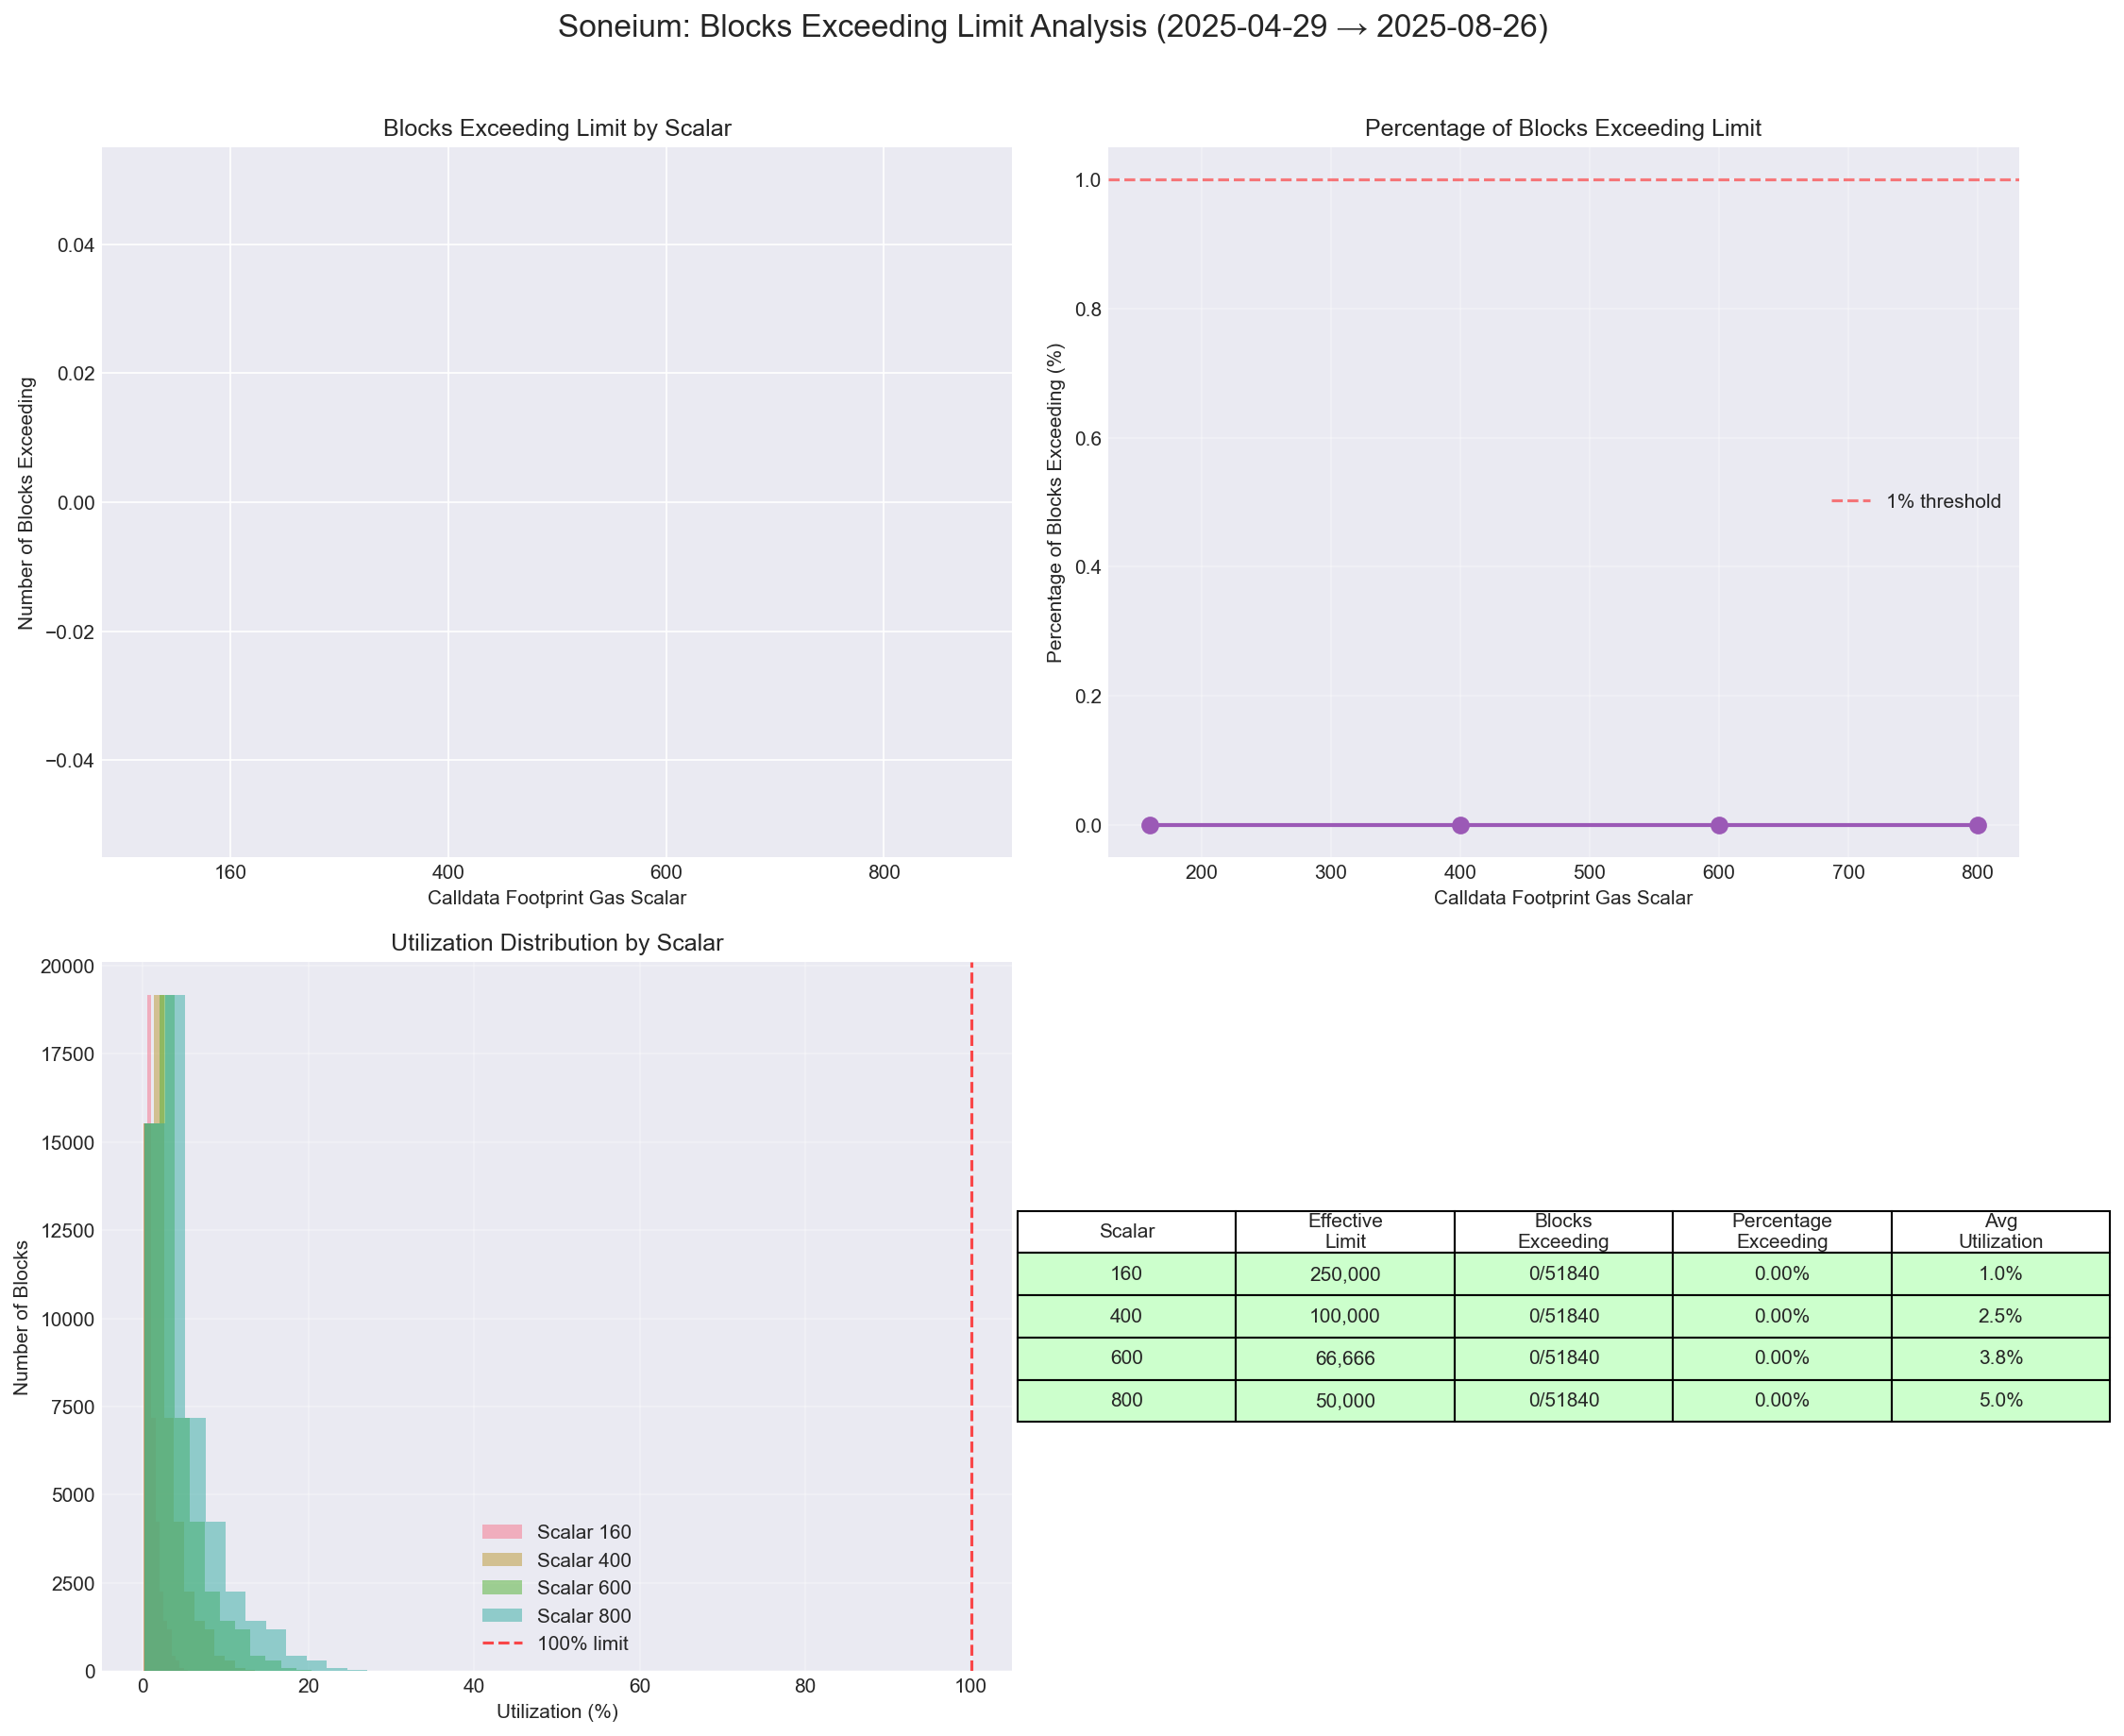 Soneium: Blocks Exceeding Limit Analysis (2025-04-29 → 2025-08-26)
Blocks Exceeding Limit by Scalar
Number of Blocks Exceeding
0.04
0.02
0.00
−0.02
−0.04
160 400 600 800
Calldata Footprint Gas Scalar
Percentage of Blocks Exceeding Limit
Percentage of Blocks Exceeding (%)
1.0
0.8
0.6
0.4
0.2
0.0
1% threshold
200 300 400 500 600 700 800
Calldata Footprint Gas Scalar
Utilization Distribution by Scalar
Number of Blocks
20000
17500
15000
12500
10000
7500
5000
2500
0
Scalar 160
Scalar 400
Scalar 600
Scalar 800
100% limit
0 20 40 60 80 100
Utilization (%)
Scalar Effective Limit Blocks Exceeding Percentage Exceeding Avg Utilization
160 250,000 0/51840 0.00% 1.0%
400 100,000 0/51840 0.00% 2.5%
600 66,666 0/51840 0.00% 3.8%
800 50,000 0/51840 0.00% 5.0%